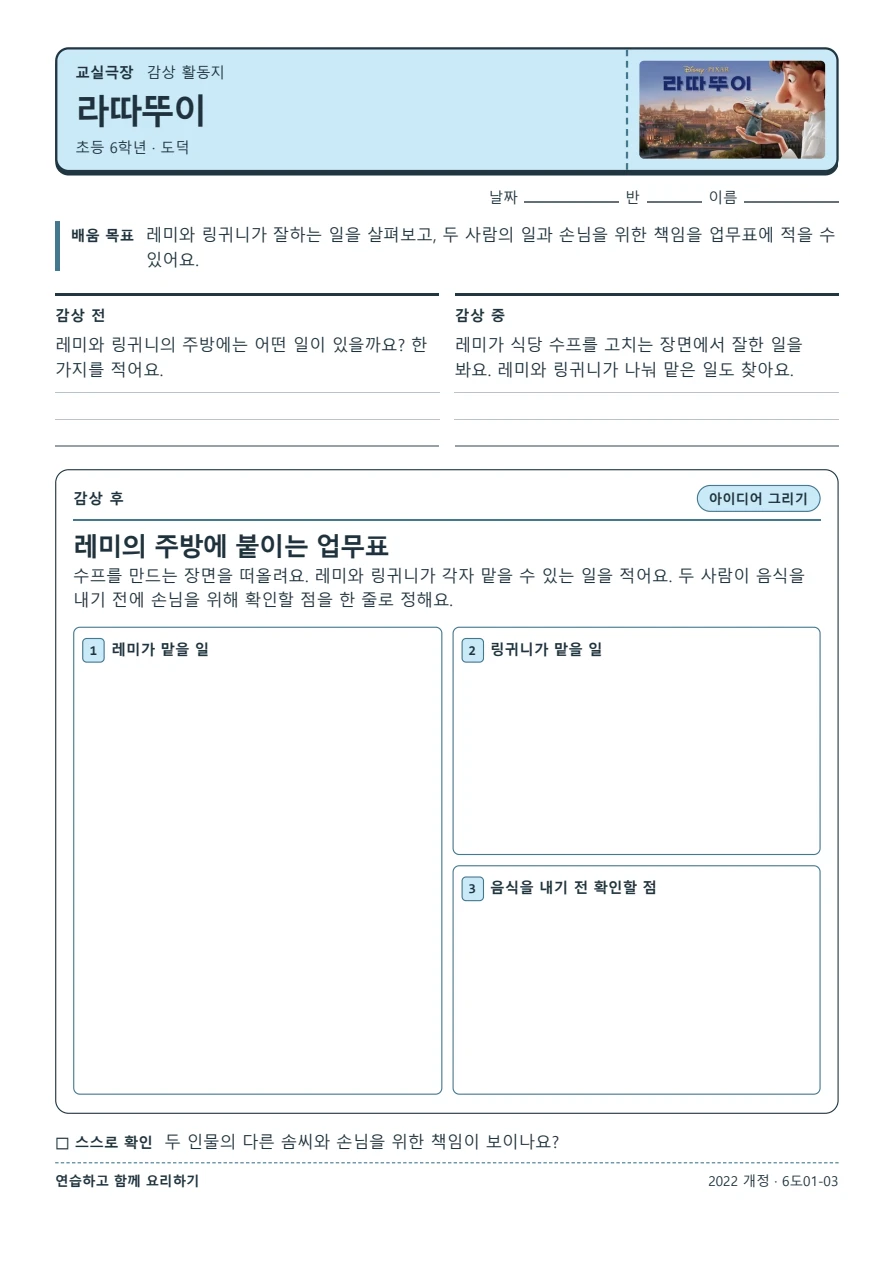 교실극장 감상 활동지
라따뚜이
초등 6학년 · 도덕
Disney PIXAR
라따뚜이
날짜 반 이름
배움 목표 레미와 링귀니가 잘하는 일을 살펴보고, 두 사람의 일과 손님을 위한 책임을 업무표에 적을 수
있어요.
감상 전
레미와 링귀니의 주방에는 어떤 일이 있을까요? 한
가지를 적어요.
감상 중
레미가 식당 수프를 고치는 장면에서 잘한 일을
봐요. 레미와 링귀니가 나눠 맡은 일도 찾아요.
감상 후
아이디어 그리기
레미의 주방에 붙이는 업무표
수프를 만드는 장면을 떠올려요. 레미와 링귀니가 각자 맡을 수 있는 일을 적어요. 두 사람이 음식을
내기 전에 손님을 위해 확인할 점을 한 줄로 정해요.
1 레미가 맡을 일
2 링귀니가 맡을 일
3 음식을 내기 전 확인할 점
□ 스스로 확인 두 인물의 다른 솜씨와 손님을 위한 책임이 보이나요?
연습하고 함께 요리하기
2022 개정 · 6도01-03